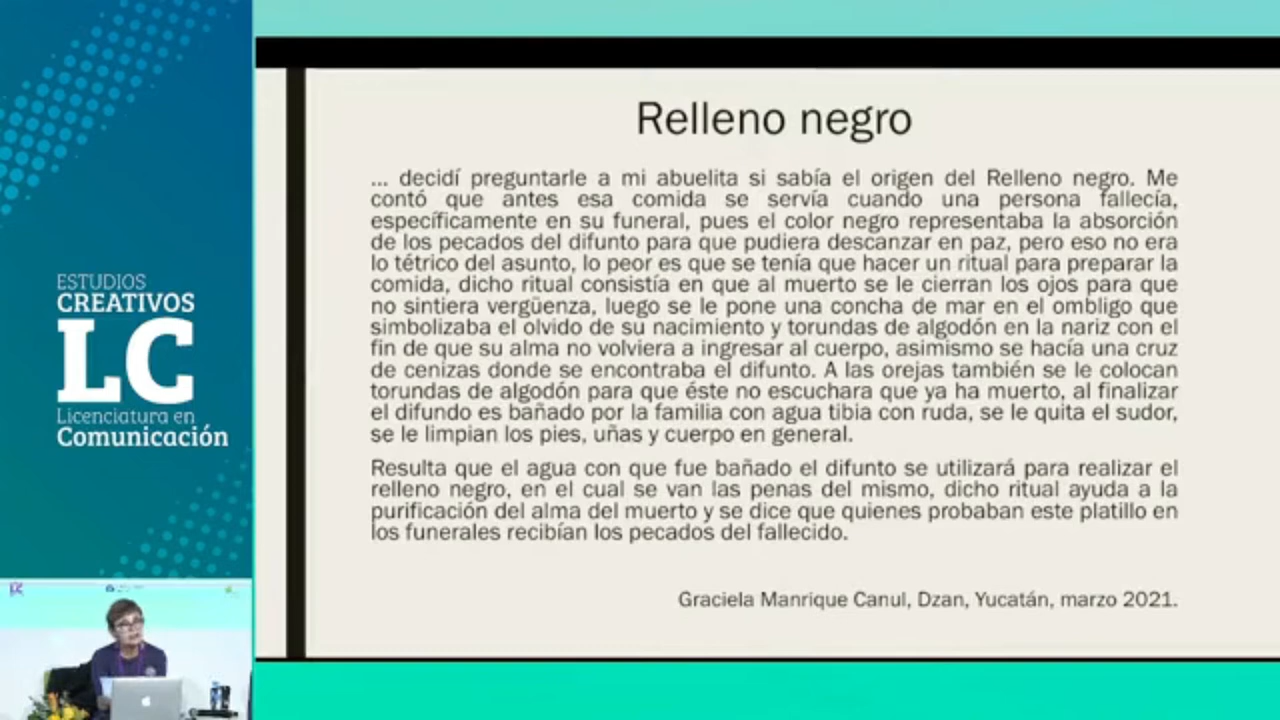 ESTUDIOS
CREATIVOS
LC
Licenciatura en
Comunicación
Relleno negro
... decidí preguntarle a mi abuelita si sabía el origen del Relleno negro. Me
contó que antes esa comida se servía cuando una persona fallecía,
específicamente en su funeral, pues el color negro representaba la absorción
de los pecados del difunto para que pudiera descanzar en paz, pero eso no era
lo tétrico del asunto, lo peor es que se tenía que hacer un ritual para preparar la
comida, dicho ritual consistía en que al muerto se le cierran los ojos para que
no sintiera vergüenza, luego se le pone una concha de mar en el ombligo que
simbolizaba el olvido de su nacimiento y torundas de algodón en la nariz con el
fin de que su alma no volviera a ingresar al cuerpo, asimismo se hacía una cruz
de cenizas donde se encontraba el difunto. A las orejas también se le colocan
torundas de algodón para que éste no escuchara que ya ha muerto, al finalizar
el difundo es bañado por la familia con agua tibia con ruda, se le quita el sudor,
se le limpian los pies, uñas y cuerpo en general.
Resulta que el agua con que fue bañado el difunto se utilizará para realizar el
relleno negro, en el cual se van las penas del mismo, dicho ritual ayuda a la
purificación del alma del muerto y se dice que quienes probaban este platillo en
los funerales recibían los pecados del fallecido.
Graciela Manrique Canul, Dzan, Yucatán, marzo 2021.
LC